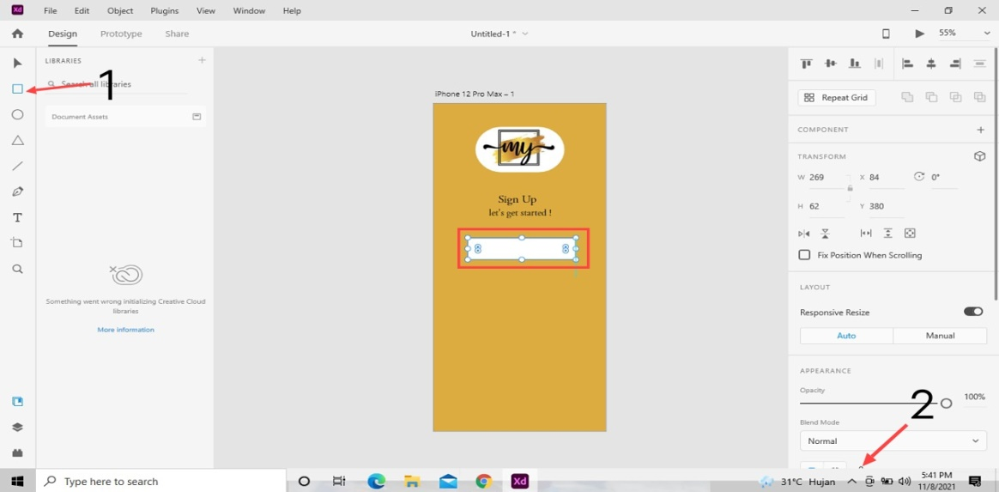 Xd File Edit Object Plugins View Window Help
Design Prototype Share Untitled-1 * 55%
LIBRARIES
Search all libraries
1
Document Assets
Something went wrong initializing Creative Cloud
libraries
More information
iPhone 12 Pro Max – 1
my
Sign Up
let's get started !
Repeat Grid
COMPONENT
TRANSFORM
W 269 X 84 0°
H 62 Y 380
Fix Position When Scrolling
LAYOUT
Responsive Resize
Auto Manual
APPEARANCE
Opacity
100%
2
Blend Mode
Normal
Type here to search
Xd
31°C Hujan
5:41 PM
11/8/2021